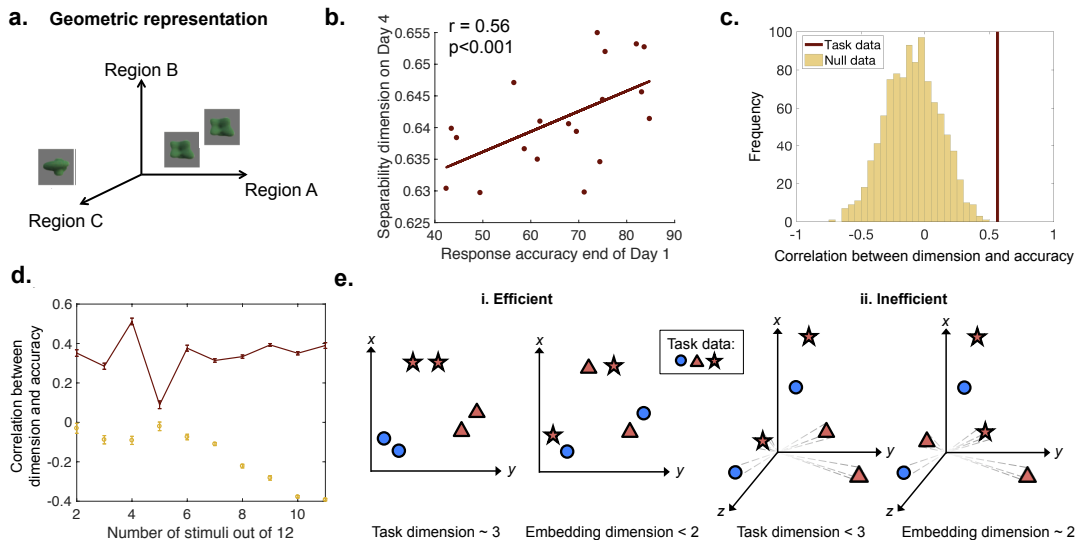 a.
Geometric representation
Region B
Region A
Region C
b.
r = 0.56
p<0.001
Separability dimension on Day 4
0.655
0.65
0.645
0.64
0.635
0.63
0.625
40 50 60 70 80 90
Response accuracy end of Day 1
c.
Task data
Null data
Frequency
100
80
60
40
20
0
-1 -0.5 0 0.5 1
Correlation between dimension and accuracy
d.
Correlation between
dimension and accuracy
0.6
0.4
0.2
0
-0.2
-0.4
2 4 6 8 10
Number of stimuli out of 12
e.
i. Efficient
ii. Inefficient
Task data:
x
y
x
y
x
y
z
x
y
z
Task dimension ~ 3
Embedding dimension < 2
Task dimension < 3
Embedding dimension ~ 2